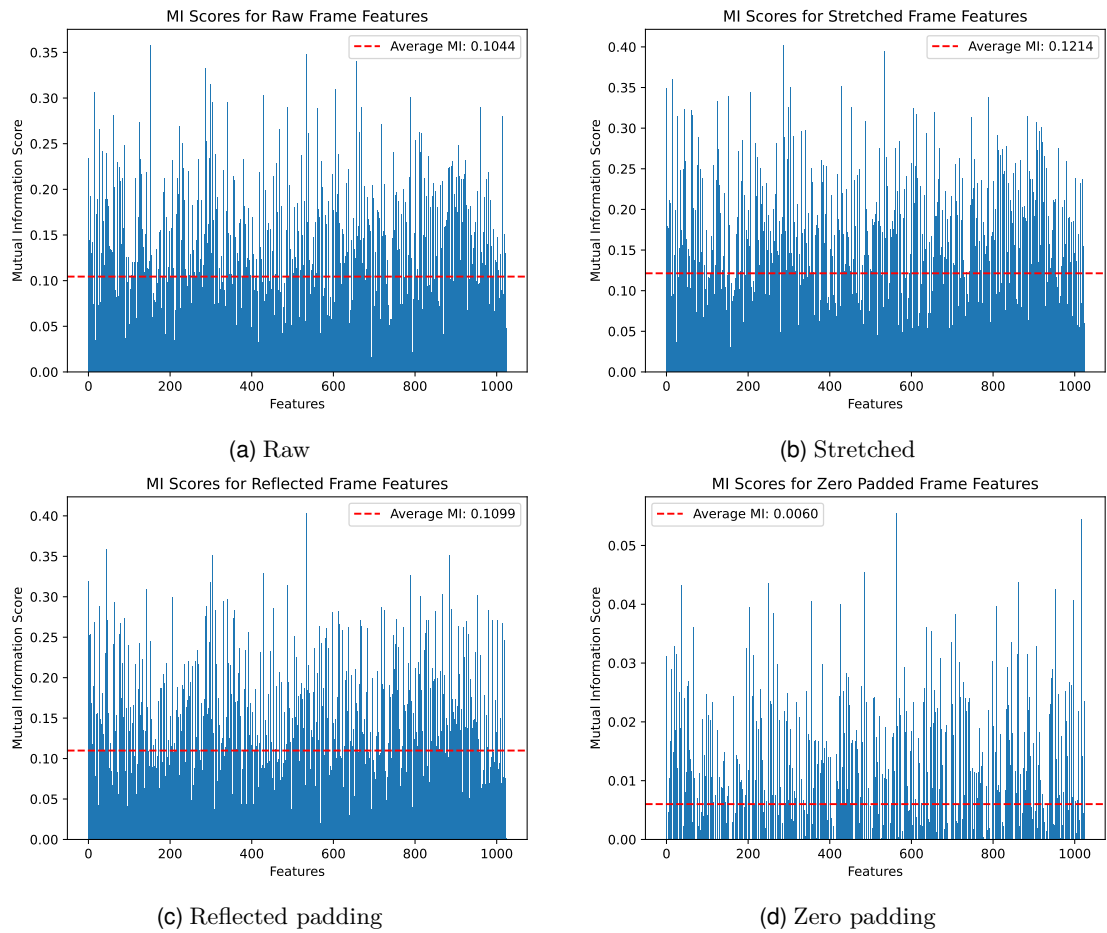 MI Scores for Raw Frame Features
Average MI: 0.1044
Mutual Information Score
0.35
0.30
0.25
0.20
0.15
0.10
0.05
0.00
0 200 400 600 800 1000
Features
(a) Raw
MI Scores for Stretched Frame Features
Average MI: 0.1214
Mutual Information Score
0.40
0.35
0.30
0.25
0.20
0.15
0.10
0.05
0.00
0 200 400 600 800 1000
Features
(b) Stretched
MI Scores for Reflected Frame Features
Average MI: 0.1099
Mutual Information Score
0.40
0.35
0.30
0.25
0.20
0.15
0.10
0.05
0.00
0 200 400 600 800 1000
Features
(c) Reflected padding
MI Scores for Zero Padded Frame Features
Average MI: 0.0060
Mutual Information Score
0.05
0.04
0.03
0.02
0.01
0.00
0 200 400 600 800 1000
Features
(d) Zero padding